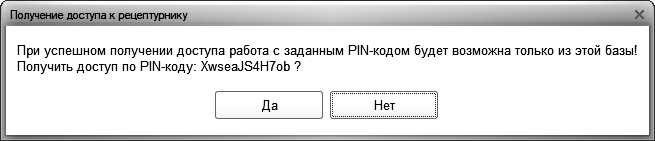 Получение доступа к рецептурнику
При успешном получении доступа работа с заданным PIN-кодом будет возможна только из этой базы!
Получить доступ по PIN-коду: XwseaJS4H7ob ?
Да Нет